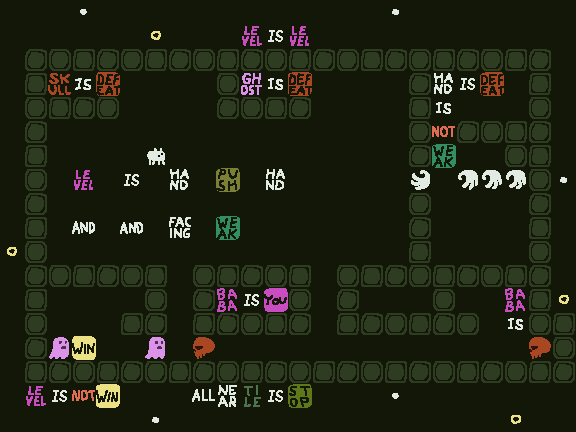 LEVEL IS LEVEL
SKULL IS DEFEAT GHOST IS DEFEAT HAND IS DEFEAT
IS
NOT
WEAK
LEVEL IS HAND PUSH HAND
AND AND FACING WEAK
BABA IS YOU BABA
IS
WIN
LEVEL IS NOT WIN ALL NEAR TILE IS STOP